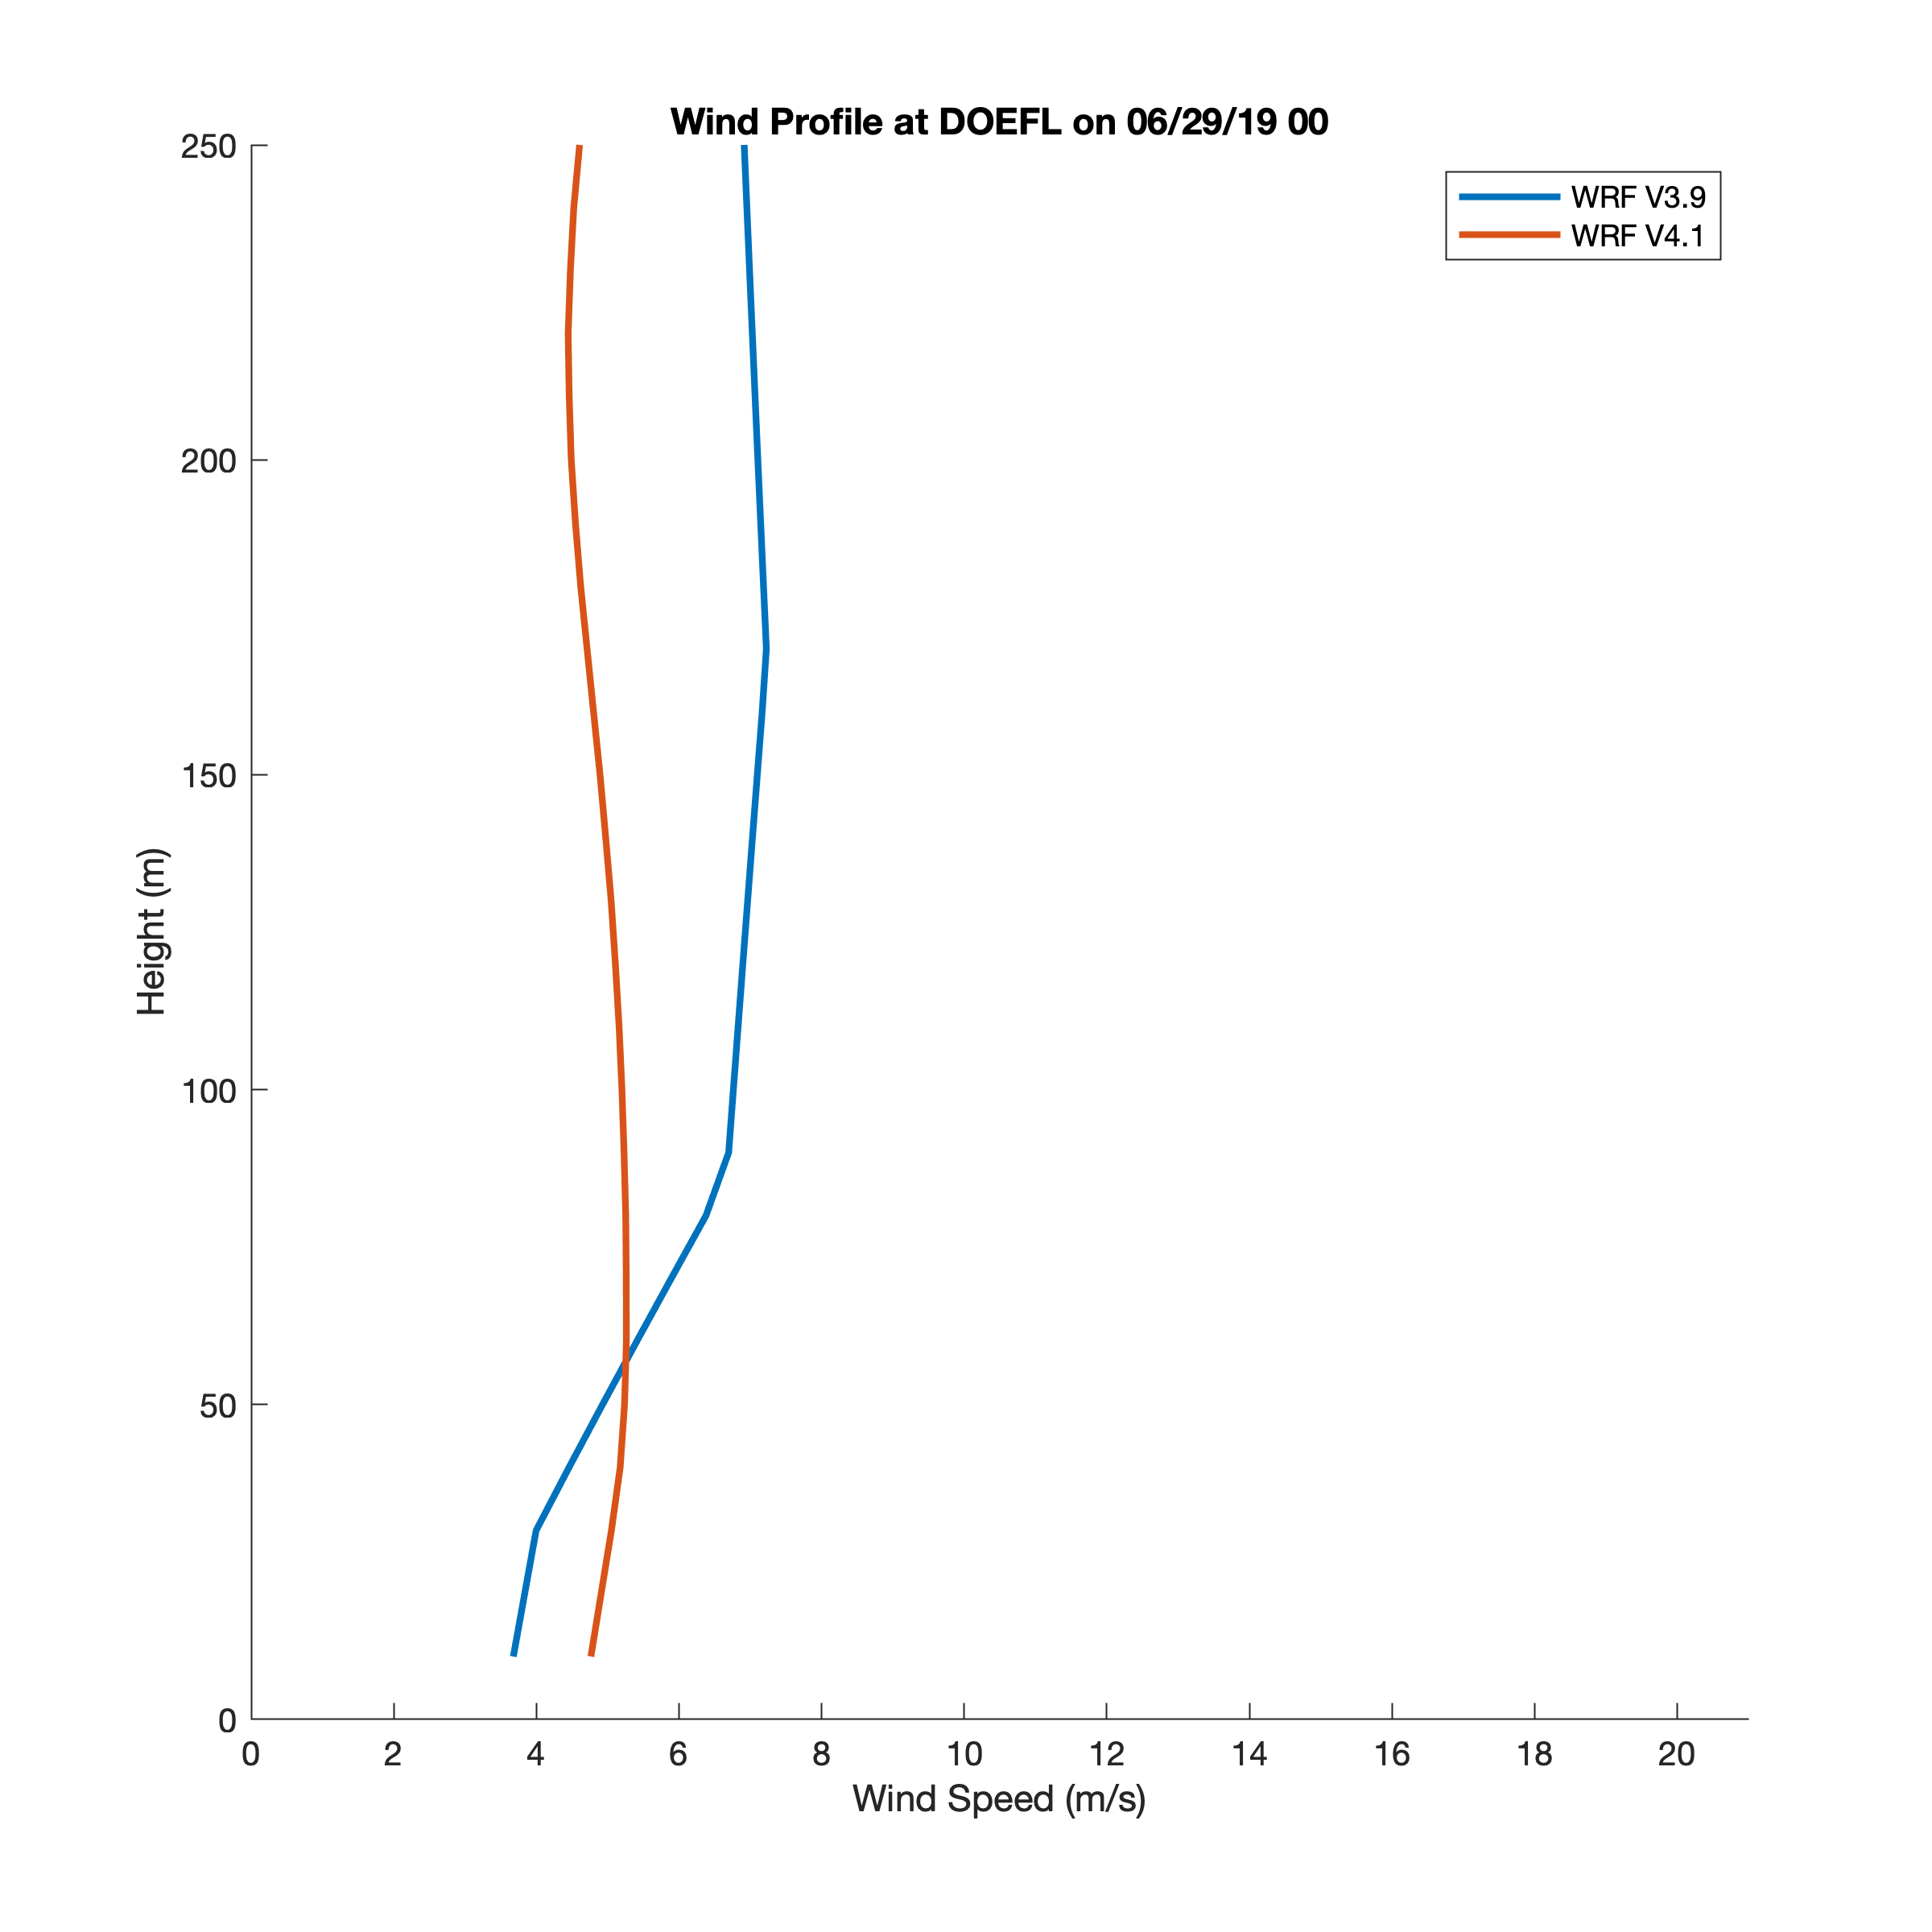 Wind Profile at DOEFL on 06/29/19 00
WRF V3.9
WRF V4.1
250
200
150
100
50
0
Height (m)
0 2 4 6 8 10 12 14 16 18 20
Wind Speed (m/s)